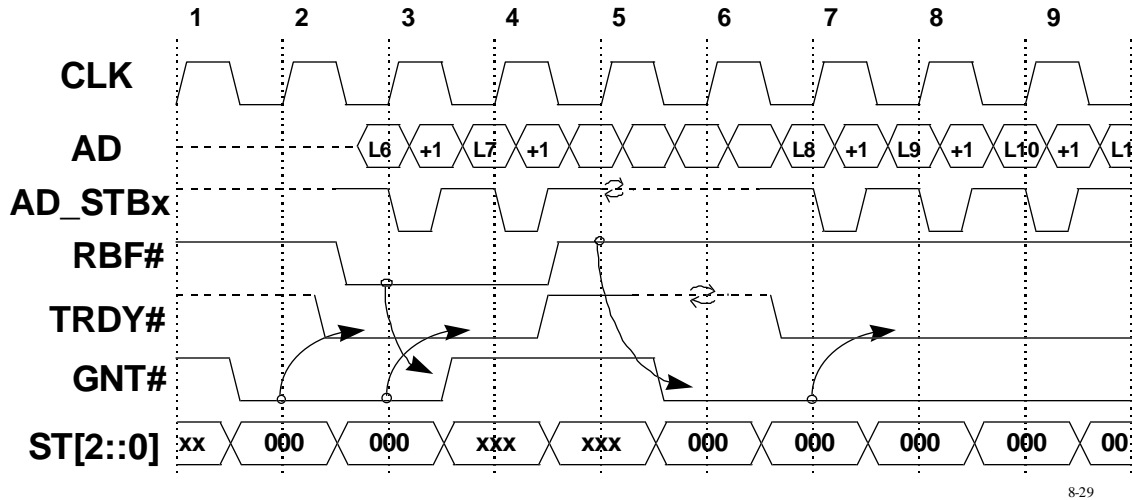 1 2 3 4 5 6 7 8 9
CLK
AD L6 +1 L7 +1 L8 +1 L9 +1 L10 +1 L1
AD_STBx
RBF#
TRDY#
GNT#
ST[2::0] xx 000 000 xxx xxx 000 000 000 000 00
8-29